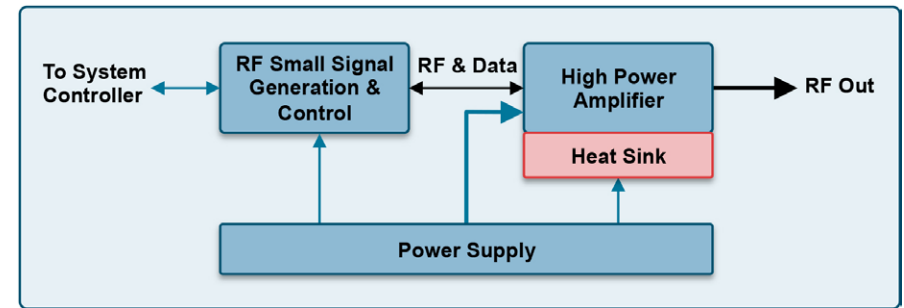 To System
Controller
RF Small Signal
Generation &
Control
RF & Data
High Power
Amplifier
RF Out
Heat Sink
Power Supply